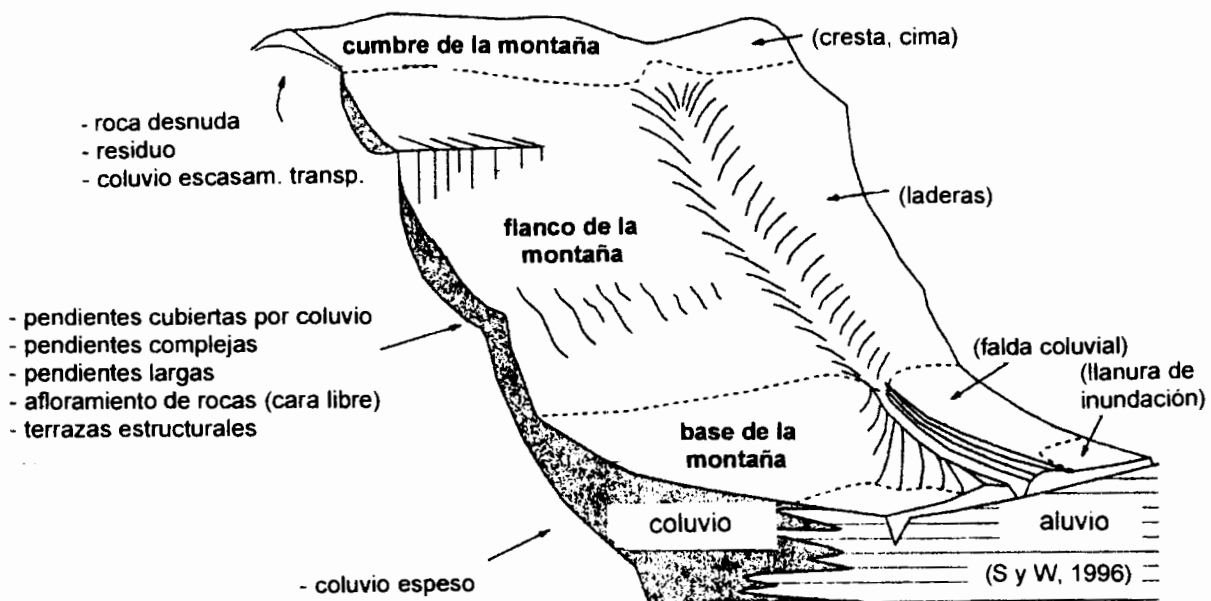 cumbre de la montaña
(cresta, cima)
- roca desnuda
- residuo
- coluvio escasam. transp.
(laderas)
flanco de la
montaña
- pendientes cubiertas por coluvio
- pendientes complejas
- pendientes largas
- afloramiento de rocas (cara libre)
- terrazas estructurales
(falda coluvial)
(llanura de
inundación)
base de la
montaña
coluvio
aluvio
(S y W, 1996)
- coluvio espeso